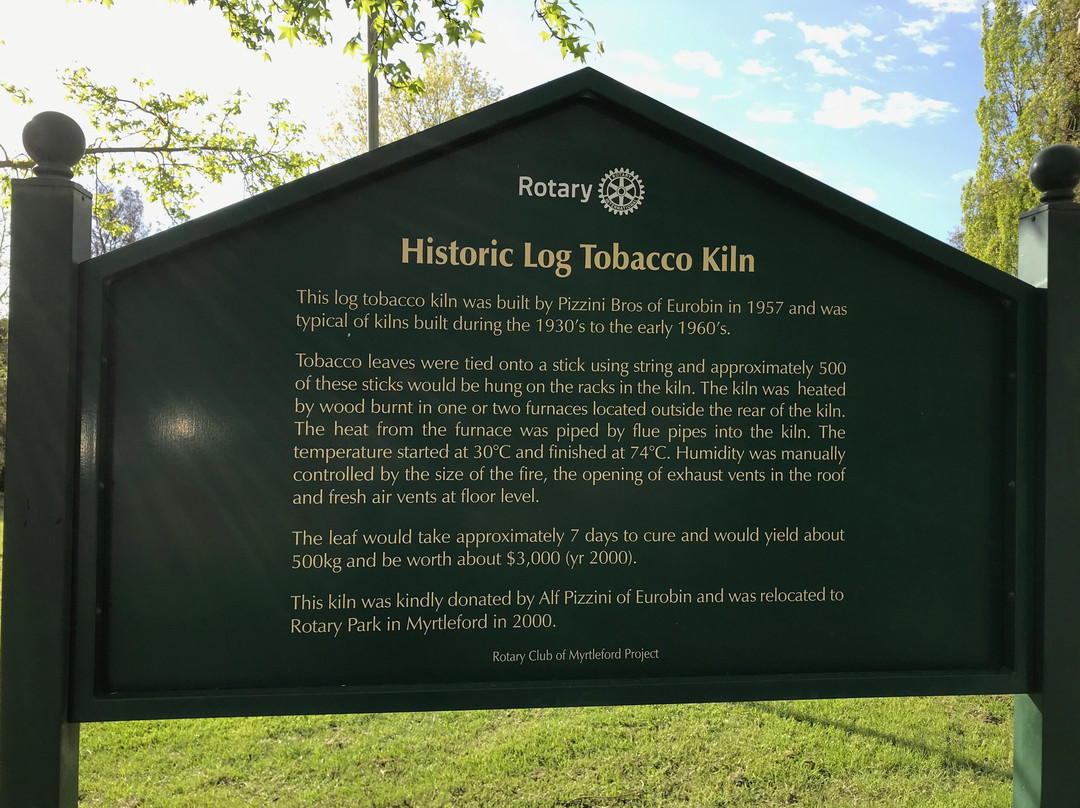 Rotary
Historic Log Tobacco Kiln
This log tobacco kiln was built by Pizzini Bros of Eurobin in 1957 and was
typical of kilns built during the 1930's to the early 1960's.
Tobacco leaves were tied onto a stick using string and approximately 500
of these sticks would be hung on the racks in the kiln. The kiln was heated
by wood burnt in one or two furnaces located outside the rear of the kiln.
The heat from the furnace was piped by flue pipes into the kiln. The
temperature started at 30°C and finished at 74°C. Humidity was manually
controlled by the size of the fire, the opening of exhaust vents in the roof
and fresh air vents at floor level.
The leaf would take approximately 7 days to cure and would yield about
500kg and be worth about $3,000 (yr 2000).
This kiln was kindly donated by Alf Pizzini of Eurobin and was relocated to
Rotary Park in Myrtleford in 2000.
Rotary Club of Myrtleford Project